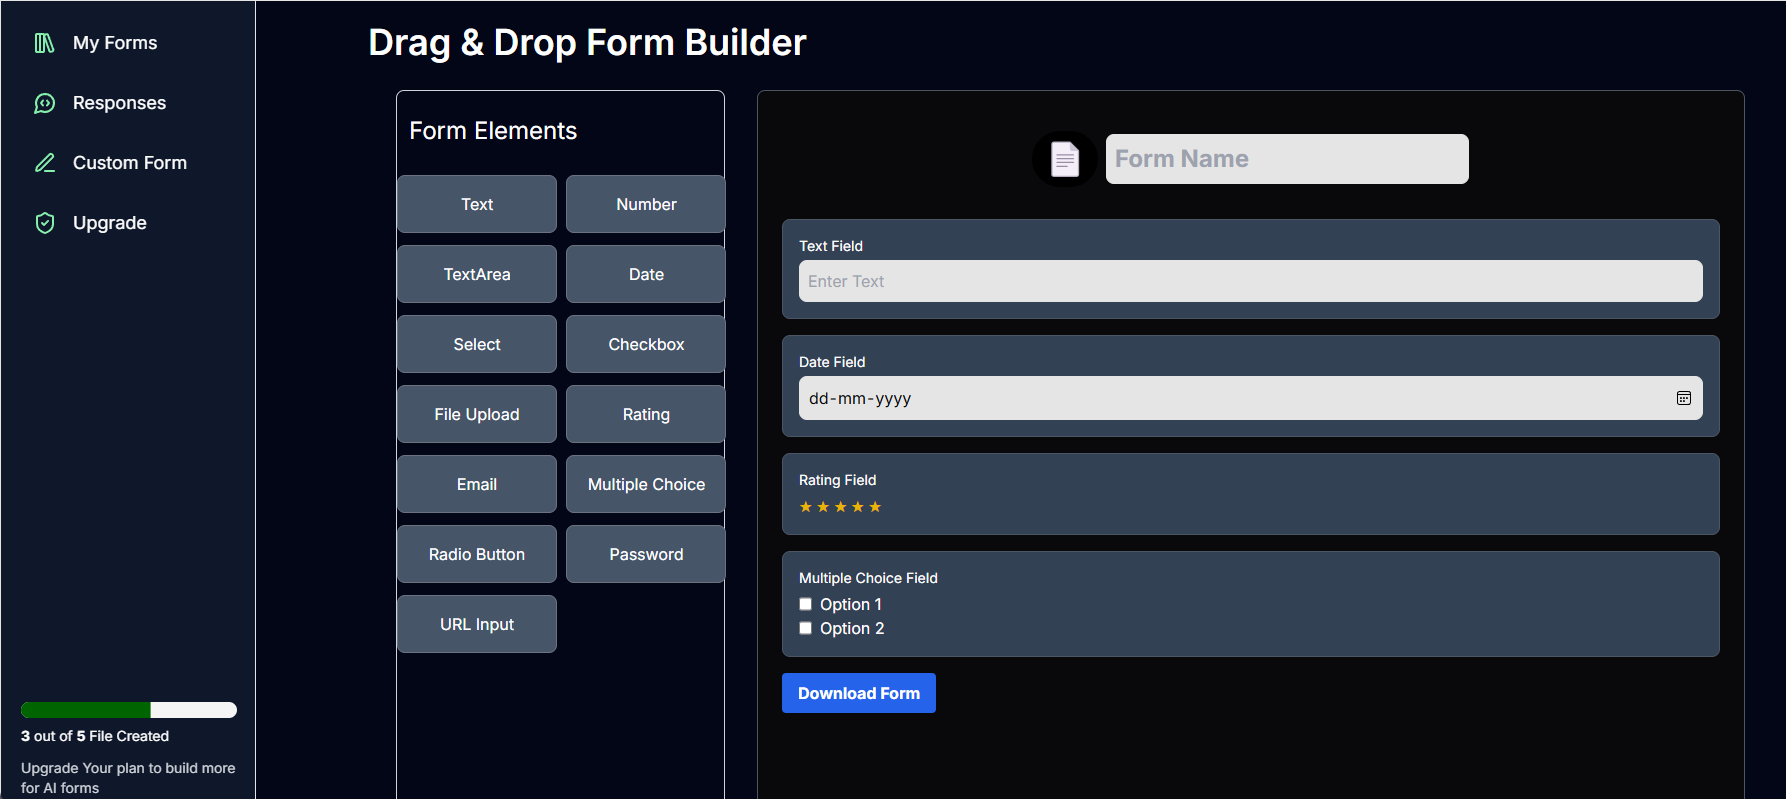 My Forms
Responses
Custom Form
Upgrade
3 out of 5 File Created
Upgrade Your plan to build more
for AI forms
Drag & Drop Form Builder
Form Elements
Text
Number
TextArea
Date
Select
Checkbox
File Upload
Rating
Email
Multiple Choice
Radio Button
Password
URL Input
Form Name
Text Field
Enter Text
Date Field
dd-mm-yyyy
Rating Field
★★★★★
Multiple Choice Field
Option 1
Option 2
Download Form